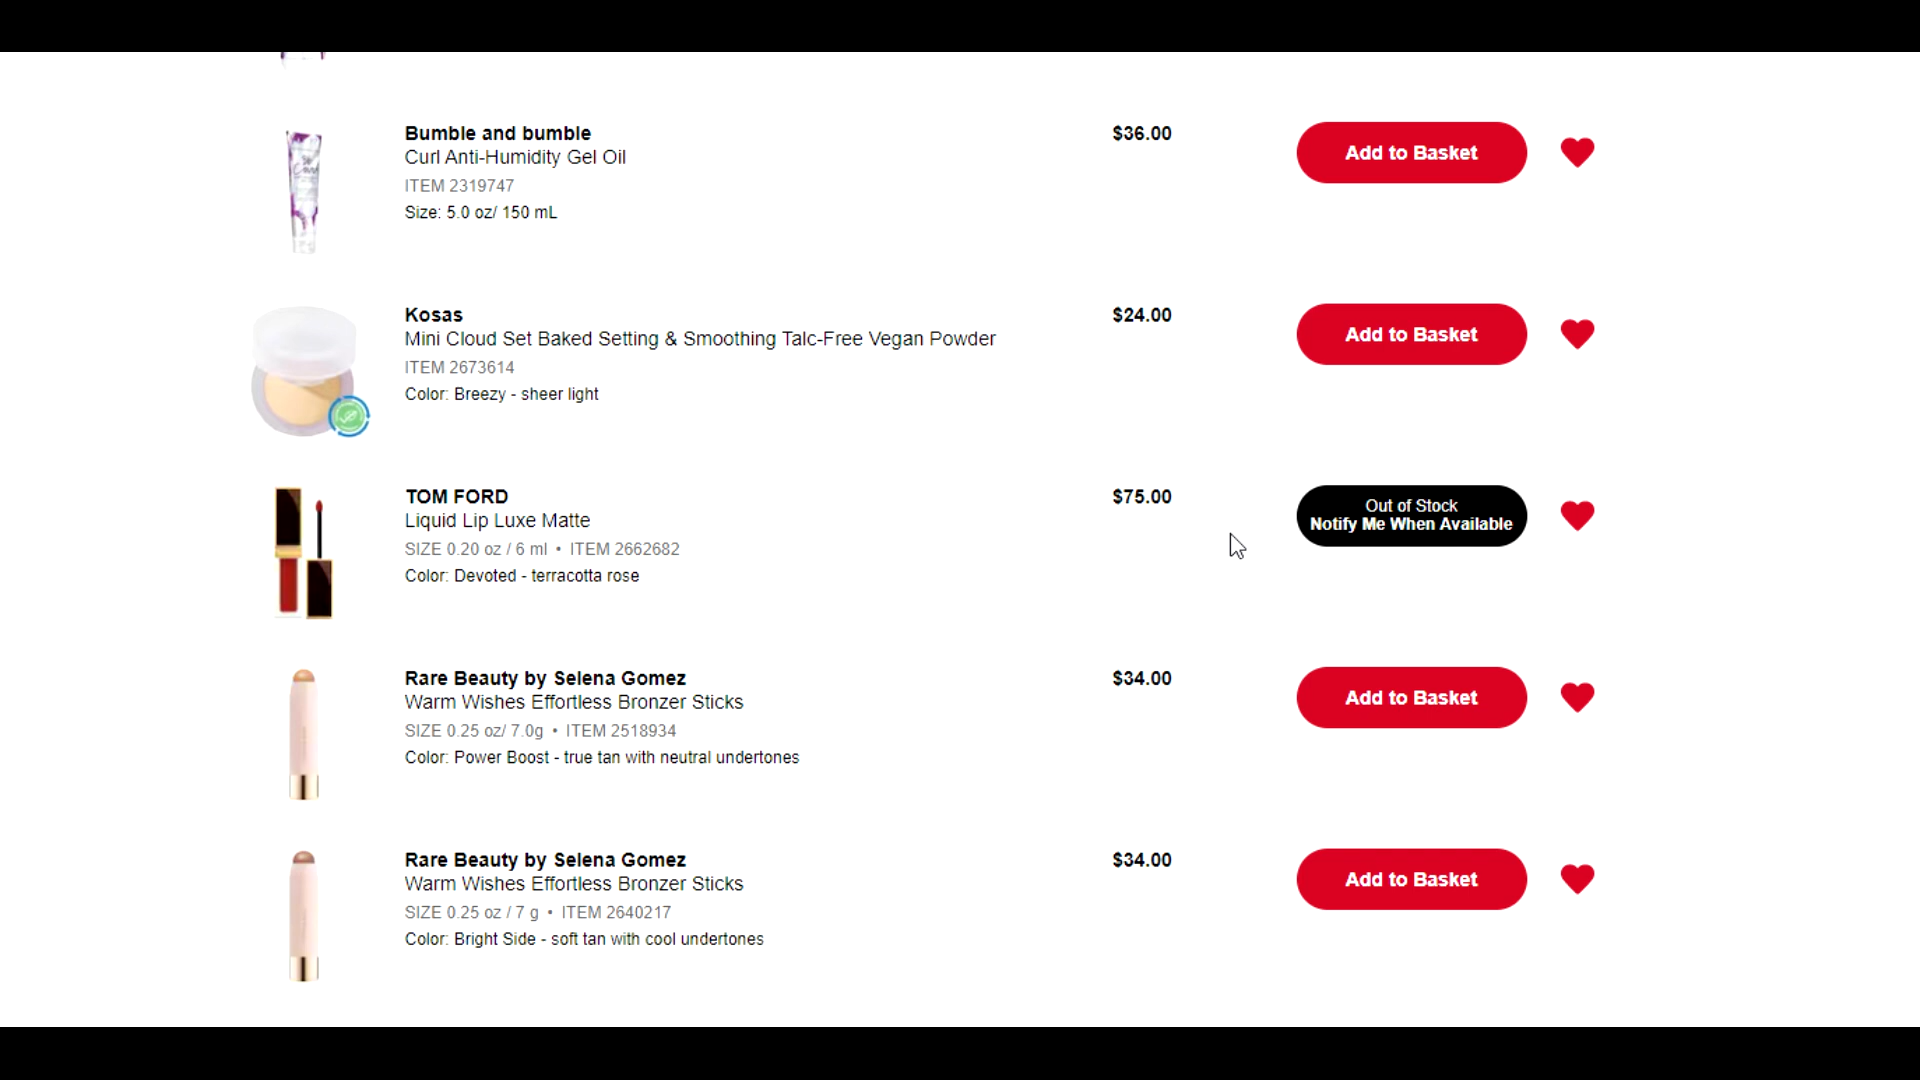 Bumble and bumble
Curl Anti-Humidity Gel Oil
ITEM 2319747
Size: 5.0 oz/ 150 mL
$36.00
Add to Basket
Kosas
Mini Cloud Set Baked Setting & Smoothing Talc-Free Vegan Powder
ITEM 2673614
Color: Breezy - sheer light
$24.00
Add to Basket
TOM FORD
Liquid Lip Luxe Matte
SIZE 0.20 oz / 6 ml • ITEM 2662682
Color: Devoted - terracotta rose
$75.00
Out of Stock
Notify Me When Available
Rare Beauty by Selena Gomez
Warm Wishes Effortless Bronzer Sticks
SIZE 0.25 oz/ 7.0g • ITEM 2518934
Color: Power Boost - true tan with neutral undertones
$34.00
Add to Basket
Rare Beauty by Selena Gomez
Warm Wishes Effortless Bronzer Sticks
SIZE 0.25 oz / 7 g • ITEM 2640217
Color: Bright Side - soft tan with cool undertones
$34.00
Add to Basket